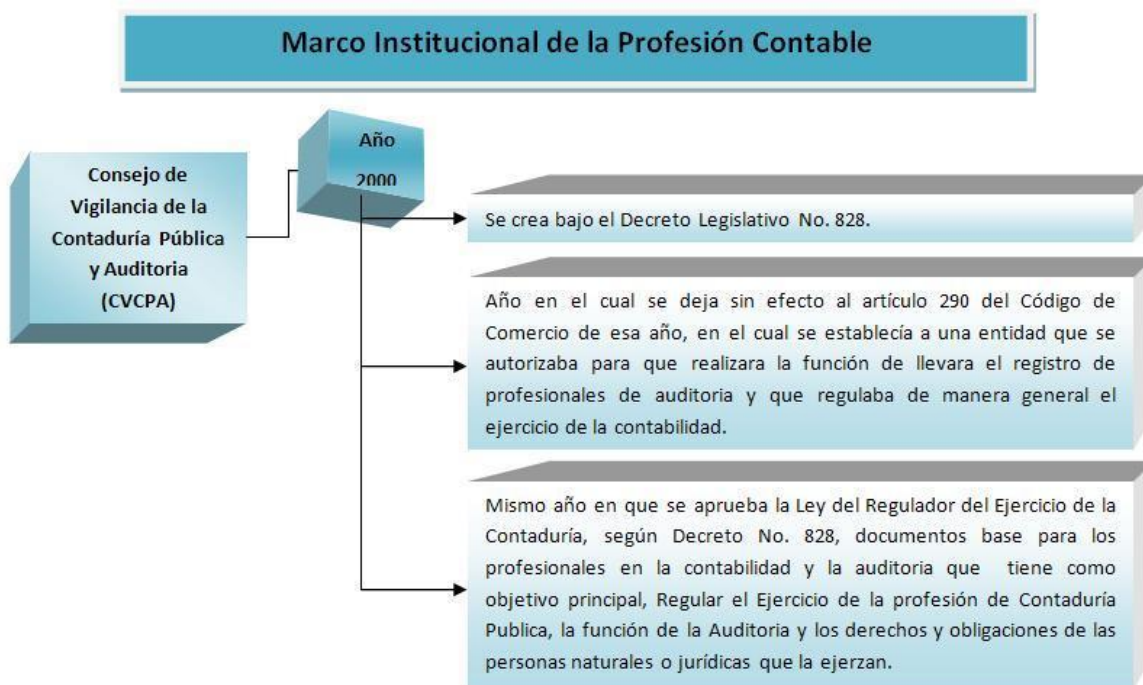 Marco Institucional de la Profesión Contable
Año
2000
Consejo de
Vigilancia de la
Contaduría Pública
y Auditoria
(CVCPA)
Se crea bajo el Decreto Legislativo No. 828.
Año en el cual se deja sin efecto al artículo 290 del Código de
Comercio de esa año, en el cual se establecía a una entidad que se
autorizaba para que realizara la función de llevara el registro de
profesionales de auditoria y que regulaba de manera general el
ejercicio de la contabilidad.
Mismo año en que se aprueba la Ley del Regulador del Ejercicio de la
Contaduría, según Decreto No. 828, documentos base para los
profesionales en la contabilidad y la auditoria que tiene como
objetivo principal, Regular el Ejercicio de la profesión de Contaduría
Publica, la función de la Auditoria y los derechos y obligaciones de las
personas naturales o jurídicas que la ejerzan.